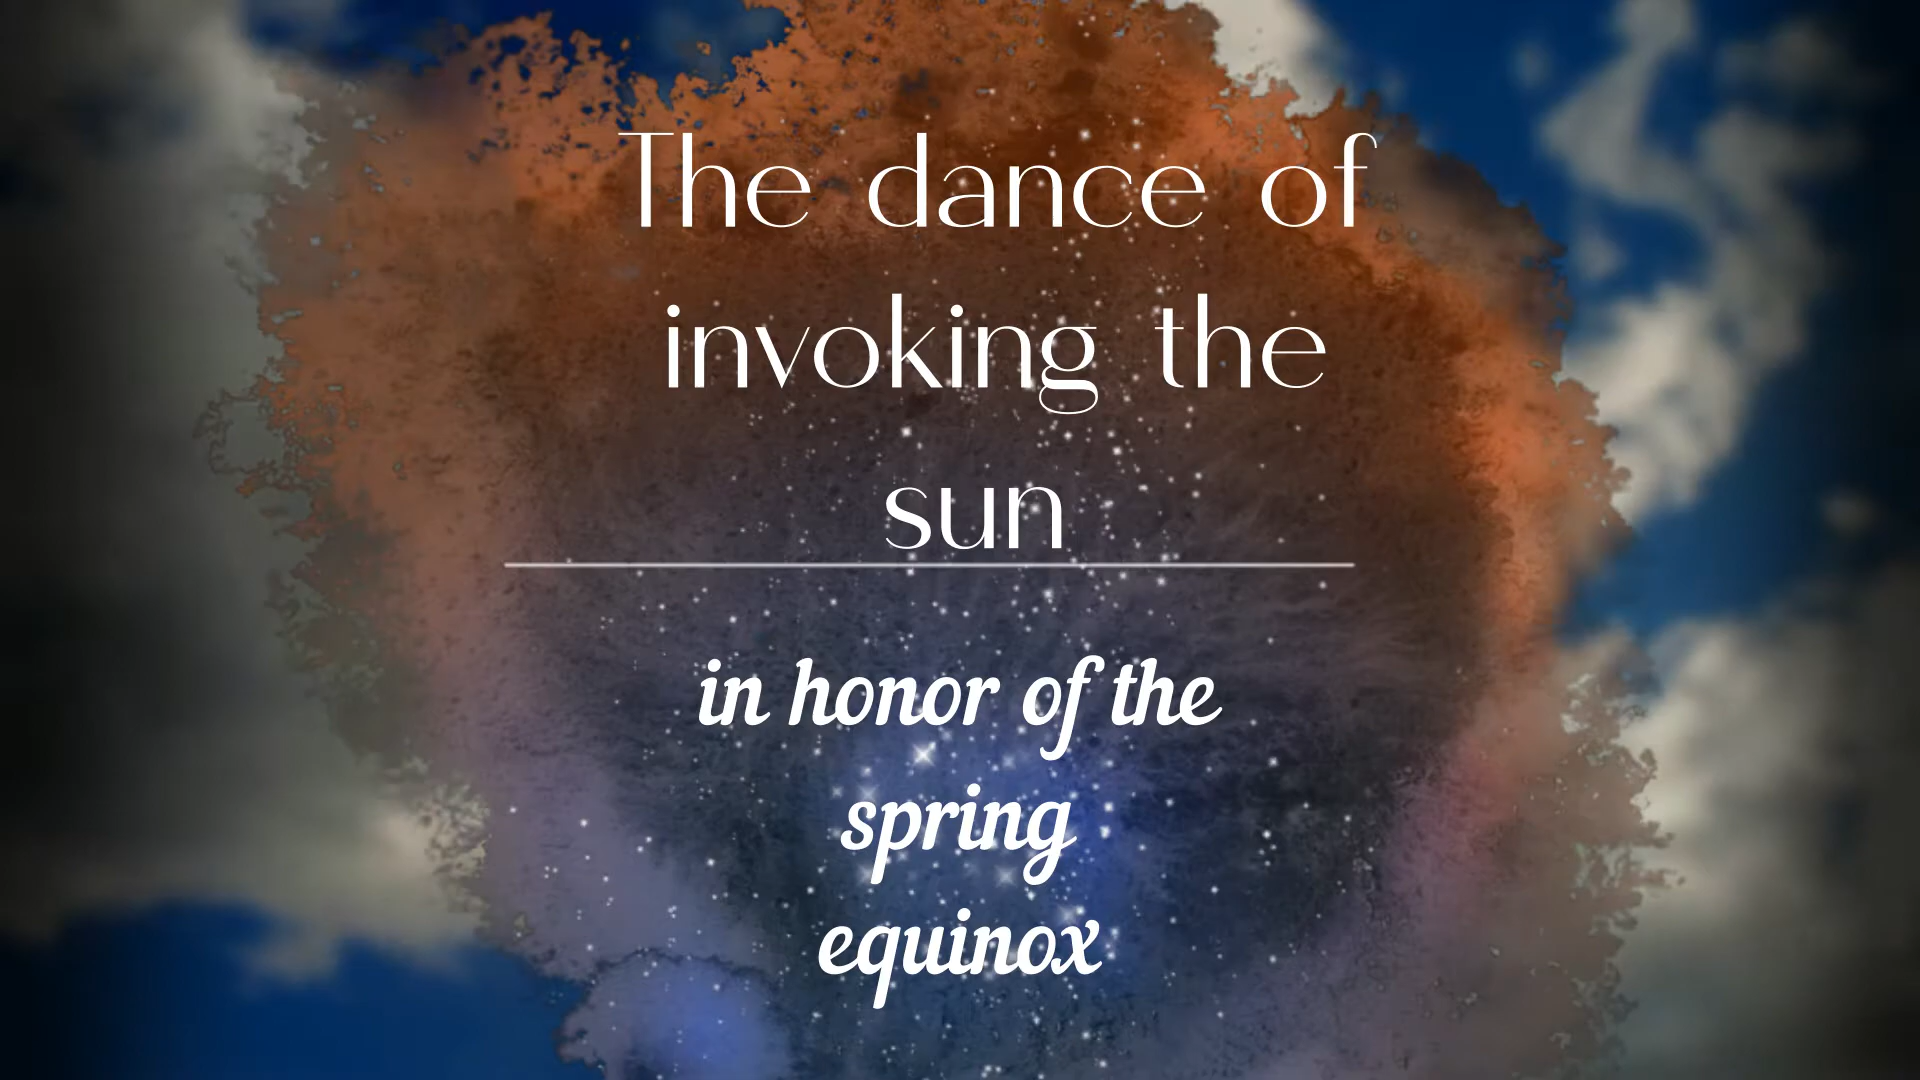 The dance of
invoking the
sun
in honor of the
spring
equinox